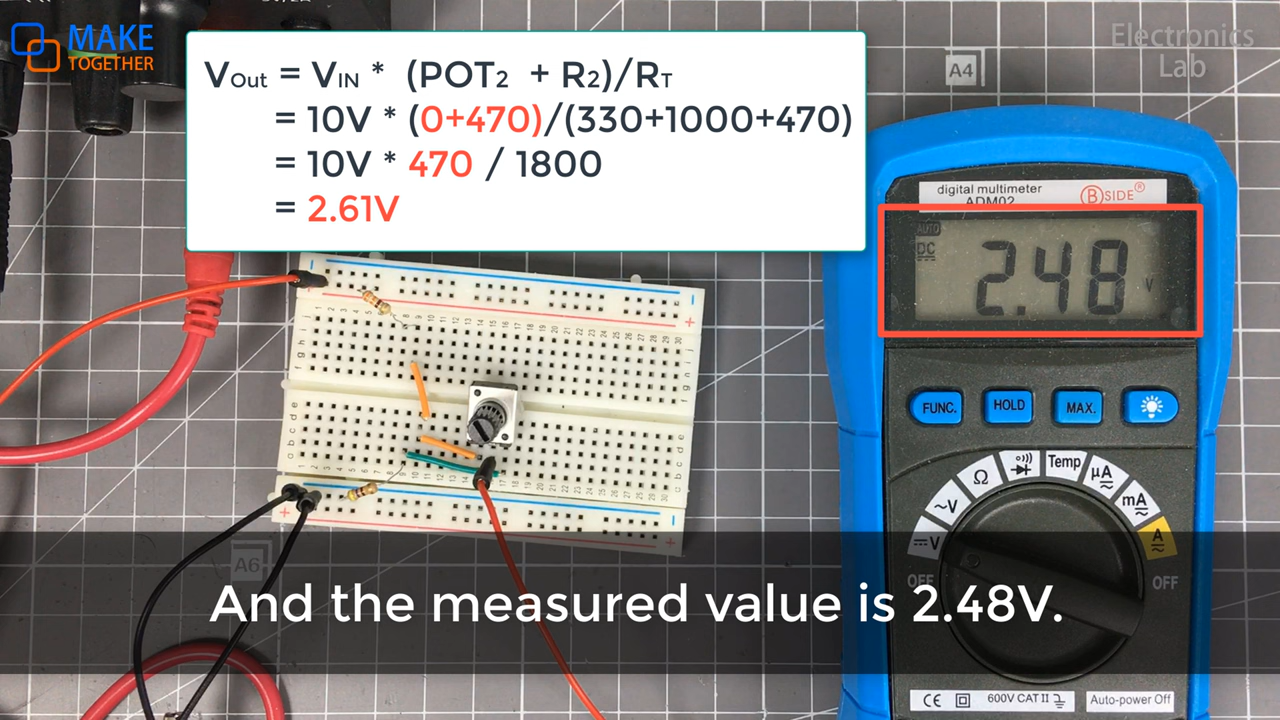 MAKE
TOGETHER
Electronics
Lab
A4
VOut = VIN * (POT2 + R2)/RT
= 10V * (0+470)/(330+1000+470)
= 10V * 470 / 1800
= 2.61V
digital multimeter
BSIDE®
ADM02
AUTO
DC
2.48 V
FUNC.
HOLD
MAX.
Ω
Temp
µA
~V
mA
V
A
OFF
OFF
A6
And the measured value is 2.48V.
CE
600V CAT II
Auto-power Off